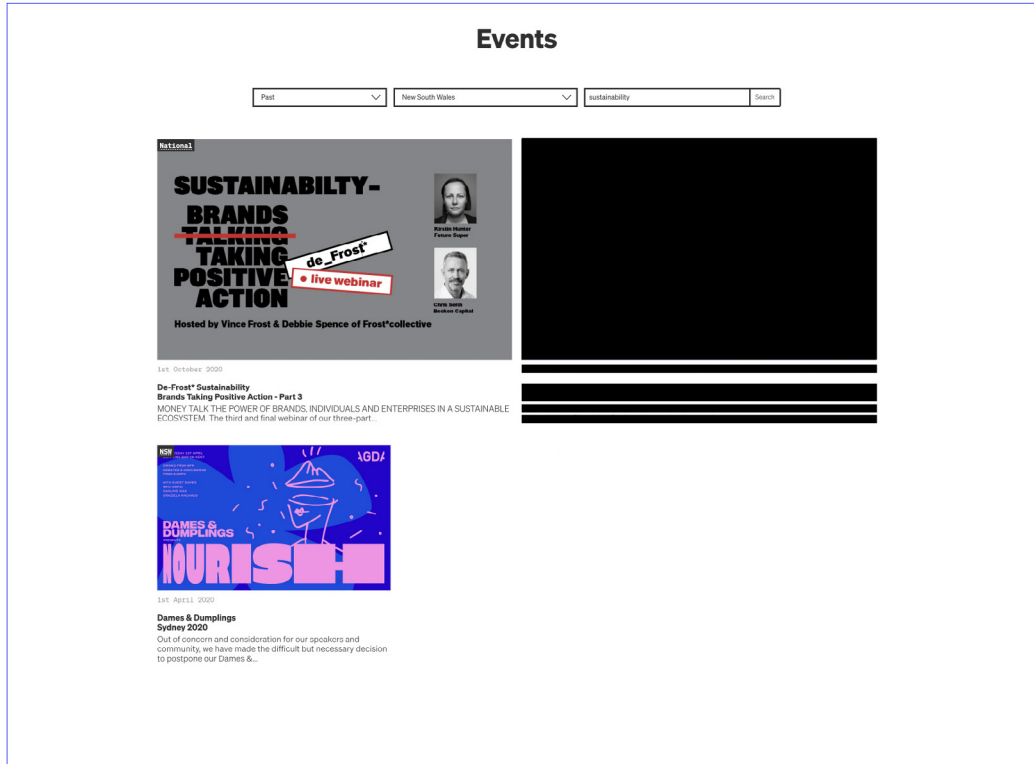 Events
Past
New South Wales
sustainability
Search
National
SUSTAINABILTY-
BRANDS
TALKING
TAKING
POSITIVE
ACTION
de_Frost*
live webinar
Kirstin Hunter
Future Super
Hosted by Vince Frost & Debbie Spence of Frost*collective
1st October 2020
De-Frost* Sustainability
Brands Taking Positive Action - Part 3
MONEY TALK THE POWER OF BRANDS, INDIVIDUALS AND ENTERPRISES IN A SUSTAINABLE
ECOSYSTEM. The third and final webinar of our three-part...
NSW
AGDA
DAMES &
DUMPLINGS
NOURISH
1st April 2020
Dames & Dumplings
Sydney 2020
Out of concern and consideration for our speakers and
community, we have made the difficult but necessary decision
to postpone our Dames &...